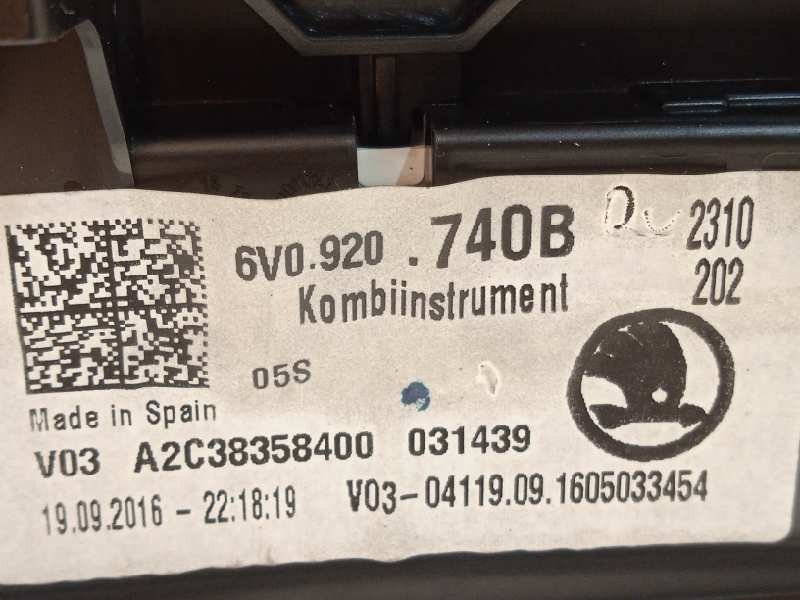 6V0.920 .740B 2310
Kombiinstrument 202
05S
Made in Spain
V03 A2C38358400 031439
19.09.2016 - 22:18:19 V03-04119.09.1605033454